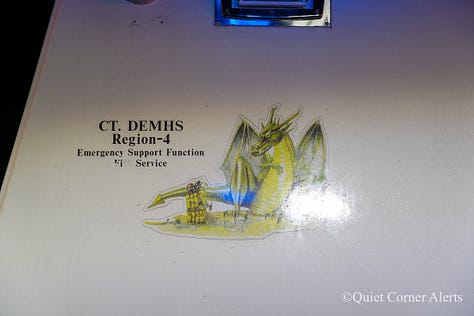 CT. DEMHS
Region-4
Emergency Support Function
Service
©Quiet Corner Alerts